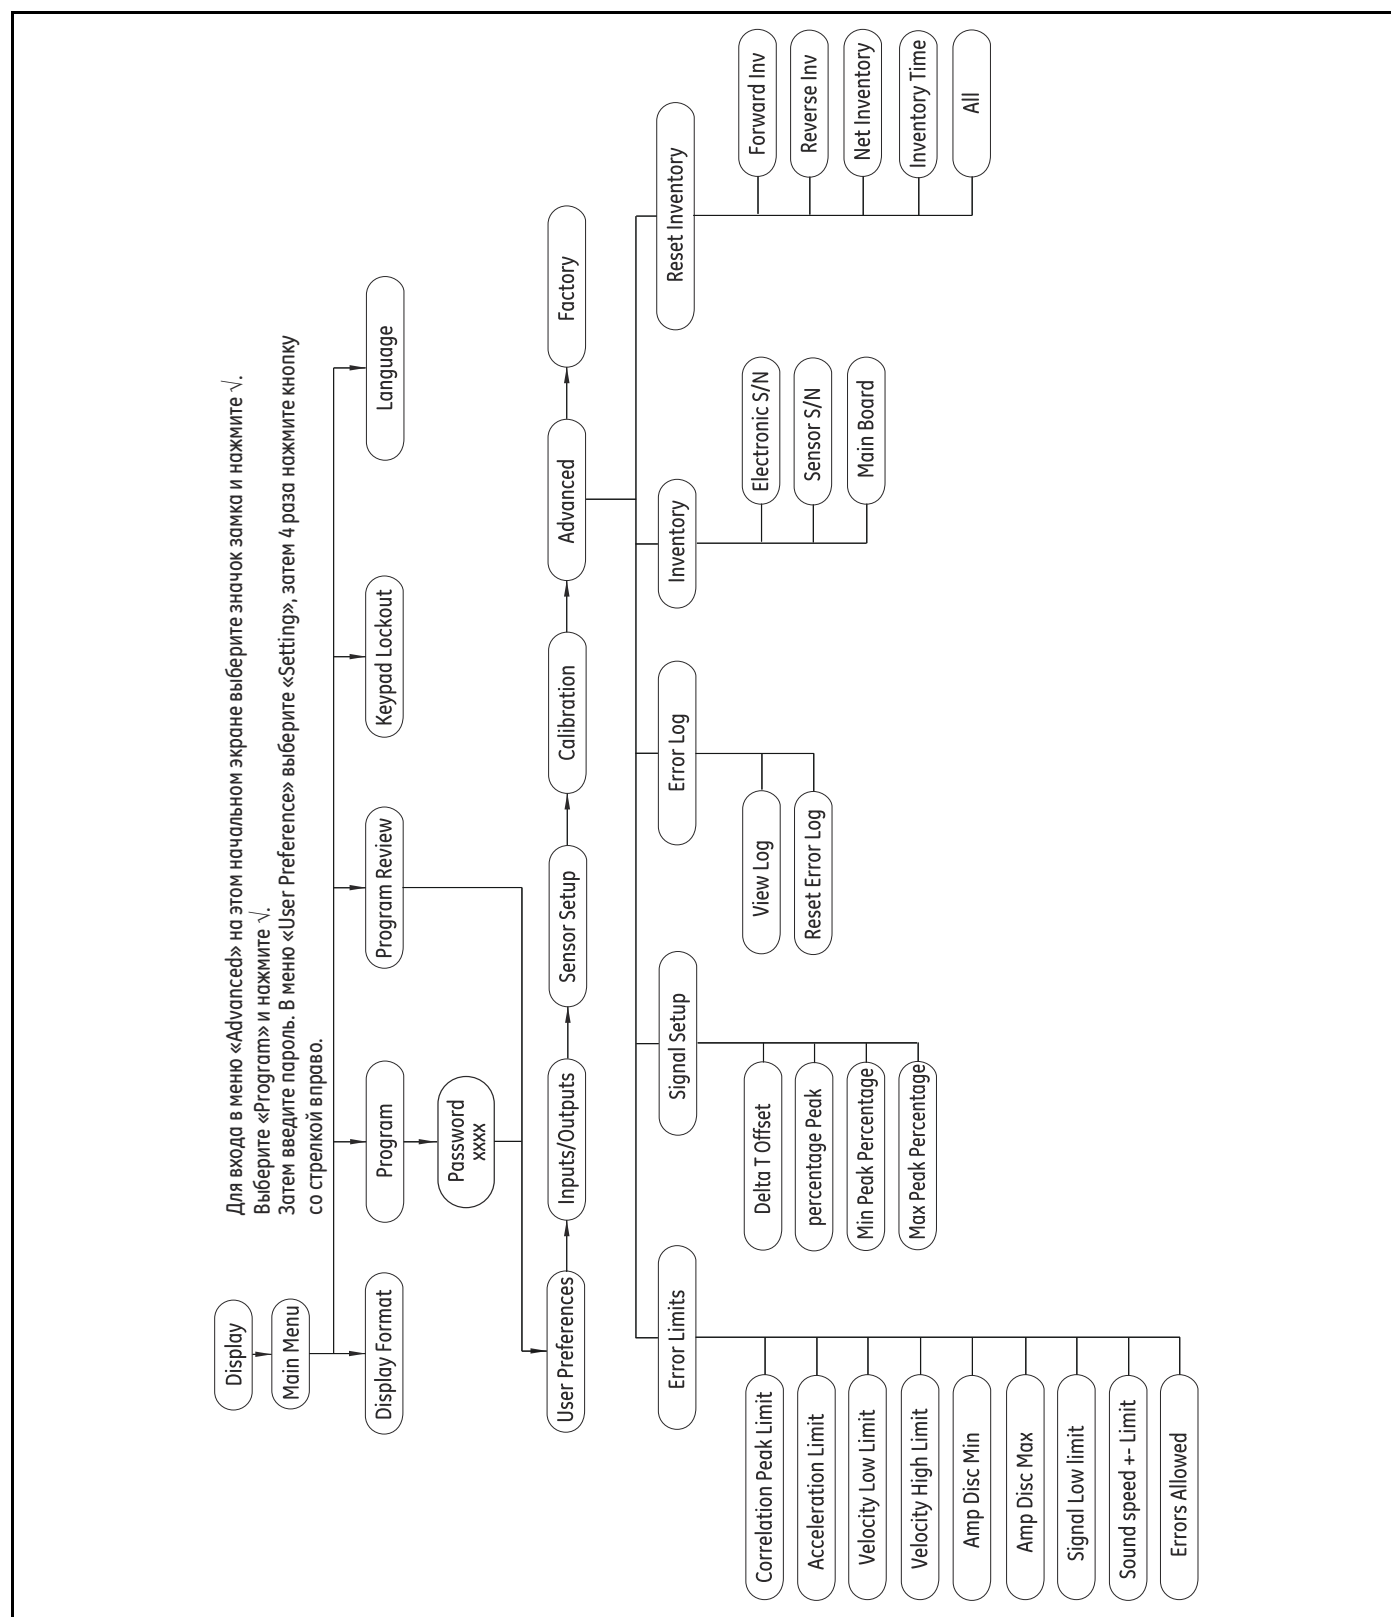 Для входа в меню «Advanced» на этом начальном экране выберите значок замка и нажмите √.
Выберите «Program» и нажмите √.
Затем введите пароль. В меню «User Preference» выберите «Setting», затем 4 раза нажмите кнопку
со стрелкой вправо.
Display
Main Menu
Display Format
Program
Program Review
Keypad Lockout
Language
Password
xxxx
User Preferences
Inputs/Outputs
Sensor Setup
Calibration
Advanced
Factory
Error Limits
Signal Setup
Error Log
Inventory
Reset Inventory
Correlation Peak Limit
Acceleration Limit
Velocity Low Limit
Velocity High Limit
Amp Disc Min
Amp Disc Max
Signal Low limit
Sound speed +- Limit
Errors Allowed
Delta T Offset
percentage Peak
Min Peak Percentage
Max Peak Percentage
View Log
Reset Error Log
Electronic S/N
Sensor S/N
Main Board
Forward Inv
Reverse Inv
Net Inventory
Inventory Time
All